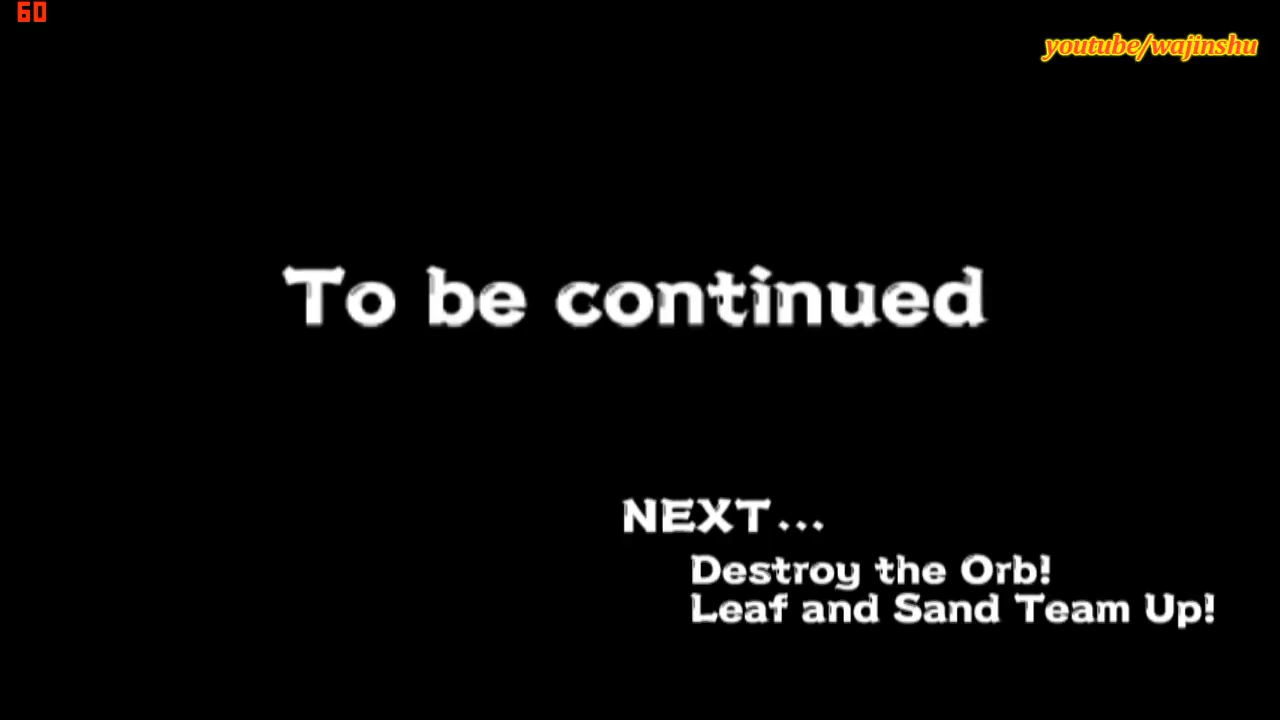 60
youtube/wajinshu
To be continued
NEXT...
Destroy the Orb!
Leaf and Sand Team Up!